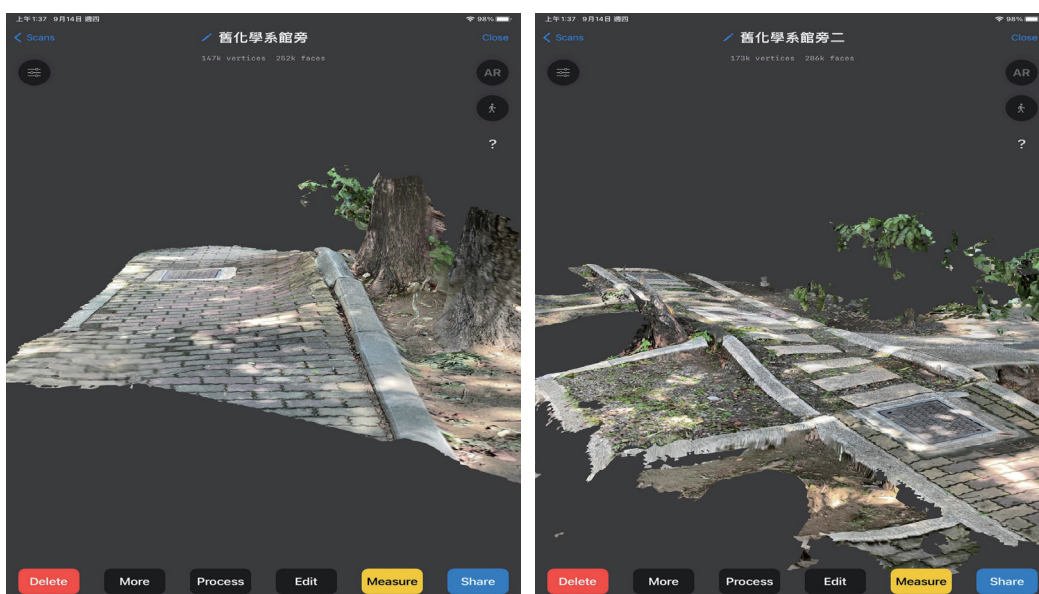 上午1:37 9月14日 週四
98%
< Scans
舊化學系館旁
Close
147k vertices 252k faces
AR
?
Delete
More
Process
Edit
Measure
Share
上午1:37 9月14日 週四
98%
< Scans
舊化學系館旁二
Close
173k vertices 286k faces
AR
?
Delete
More
Process
Edit
Measure
Share